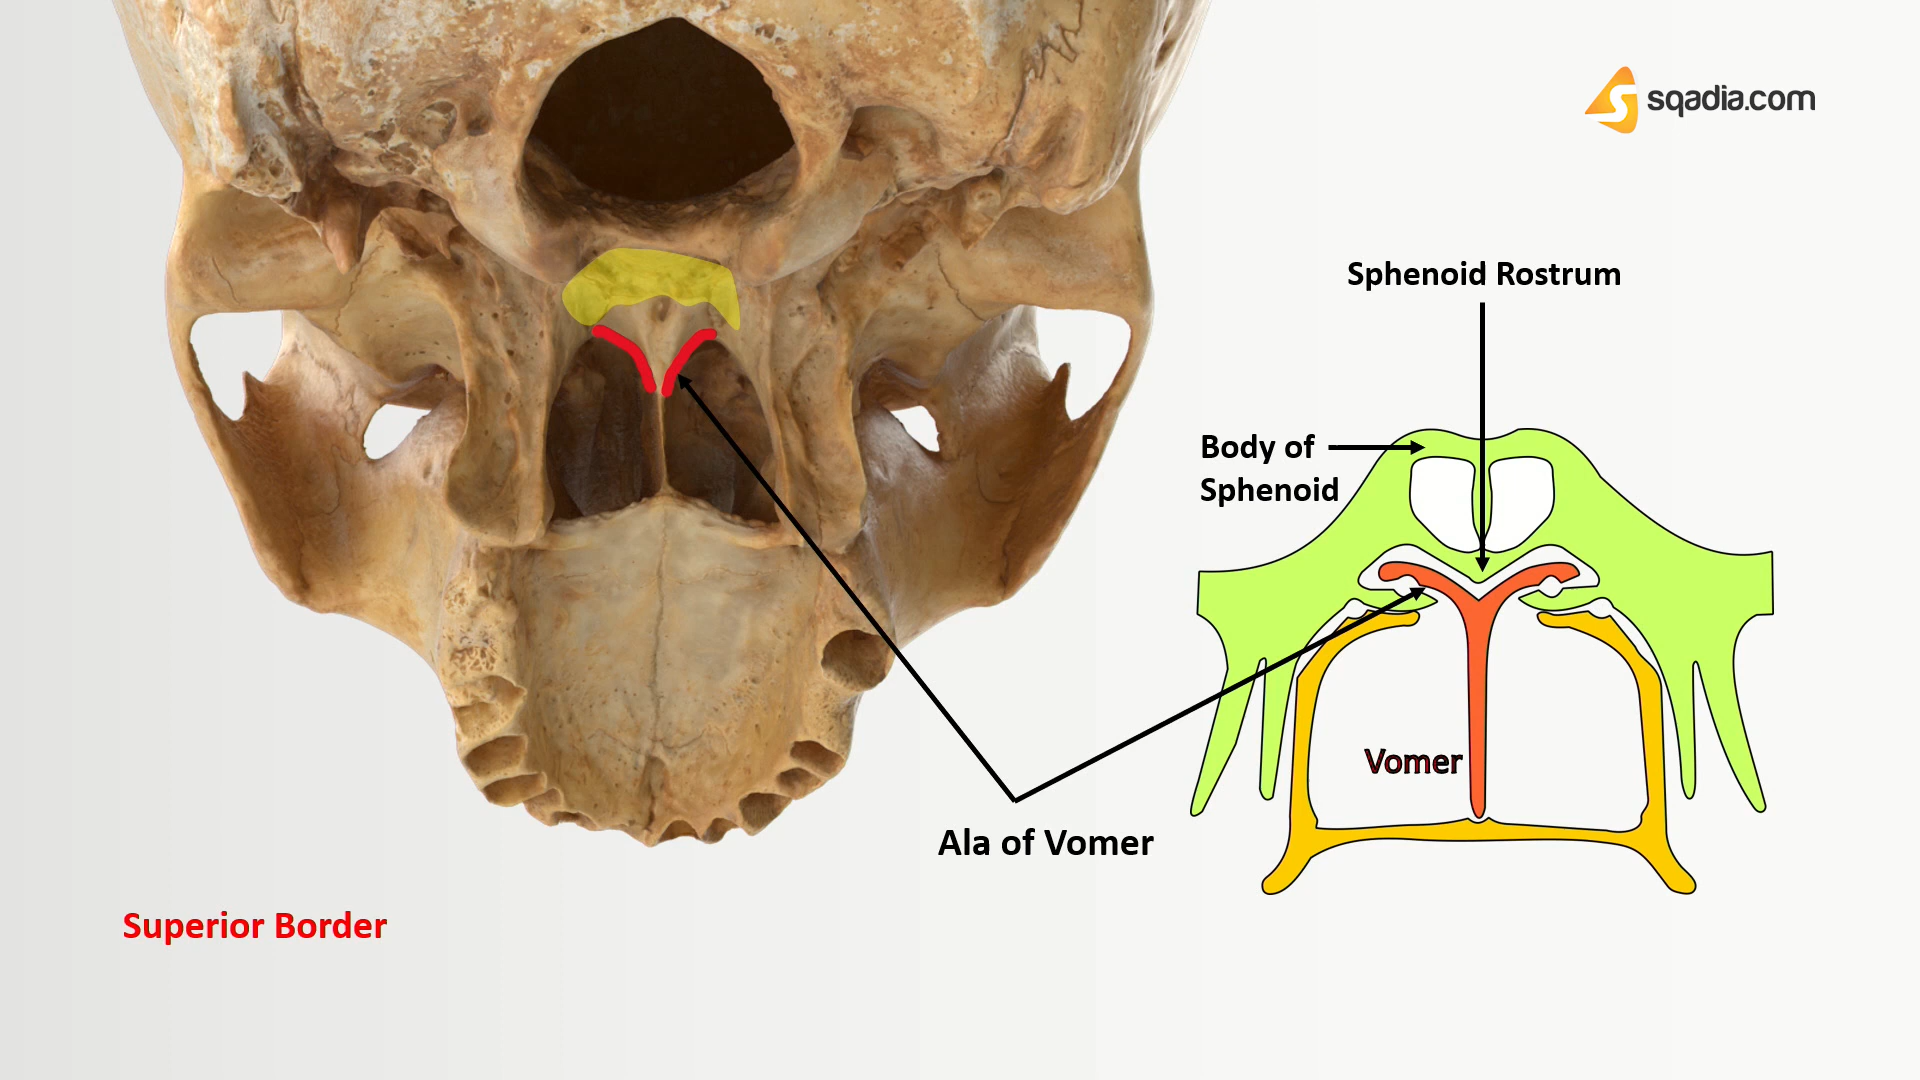 sqadia.com
Sphenoid Rostrum
Body of
Sphenoid
Vomer
Ala of Vomer
Superior Border